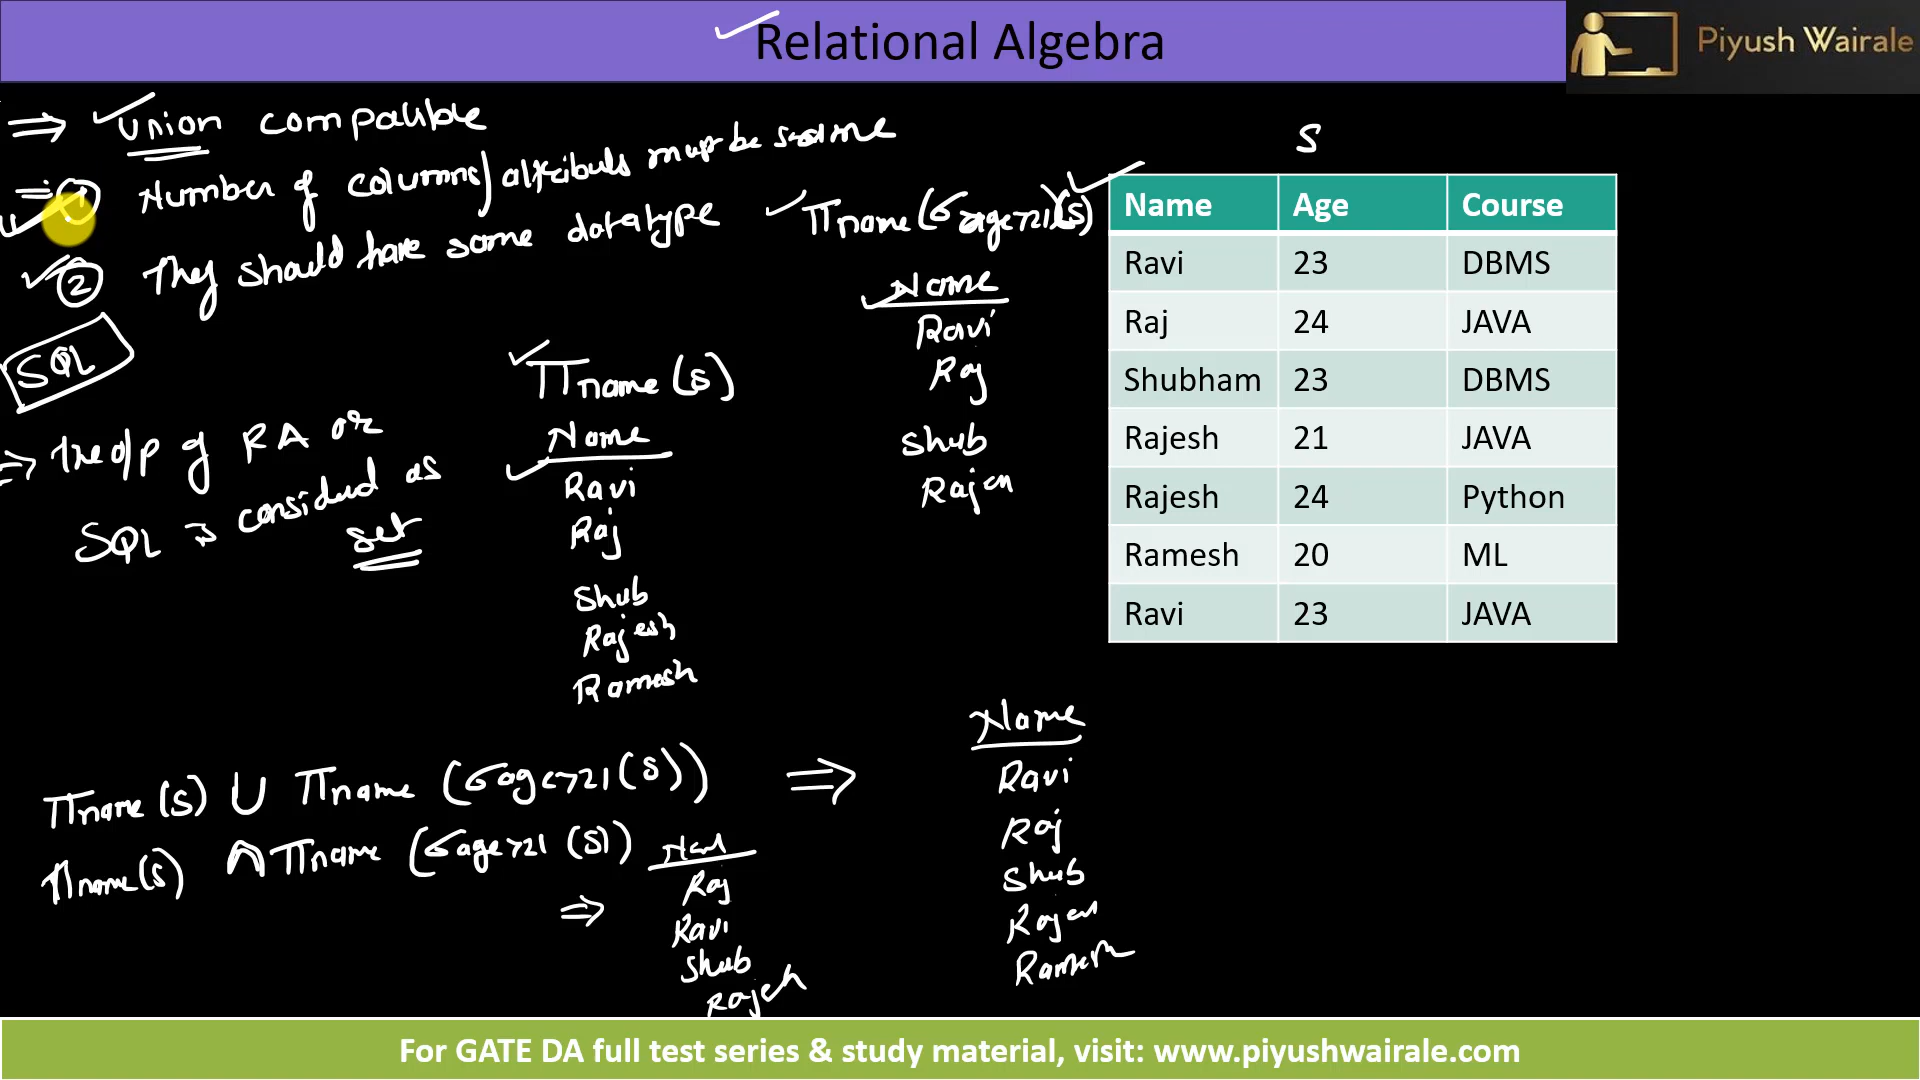 Relational Algebra
Piyush Wairale
⇒ Union compatible
① Number of columns/attributes must be same
② They should have same datatype
SQL
⇒ The o/p of RA or
SQL is considered as
set
πname(S)
Name
Ravi
Raj
Shub
Rajesh
Ramesh
πname(σage>21)(S)
Name
Ravi
Raj
Shub
Rajesh
S
Name Age Course
Ravi 23 DBMS
Raj 24 JAVA
Shubham 23 DBMS
Rajesh 21 JAVA
Rajesh 24 Python
Ramesh 20 ML
Ravi 23 JAVA
πname(S) ∪ πname(σage>21(S)) ⇒
Name
Ravi
Raj
Shub
Rajesh
Ramesh
πname(S) ∩ πname(σage>21(S)) ⇒
Raj
Ravi
Shub
Rajesh
For GATE DA full test series & study material, visit: www.piyushwairale.com